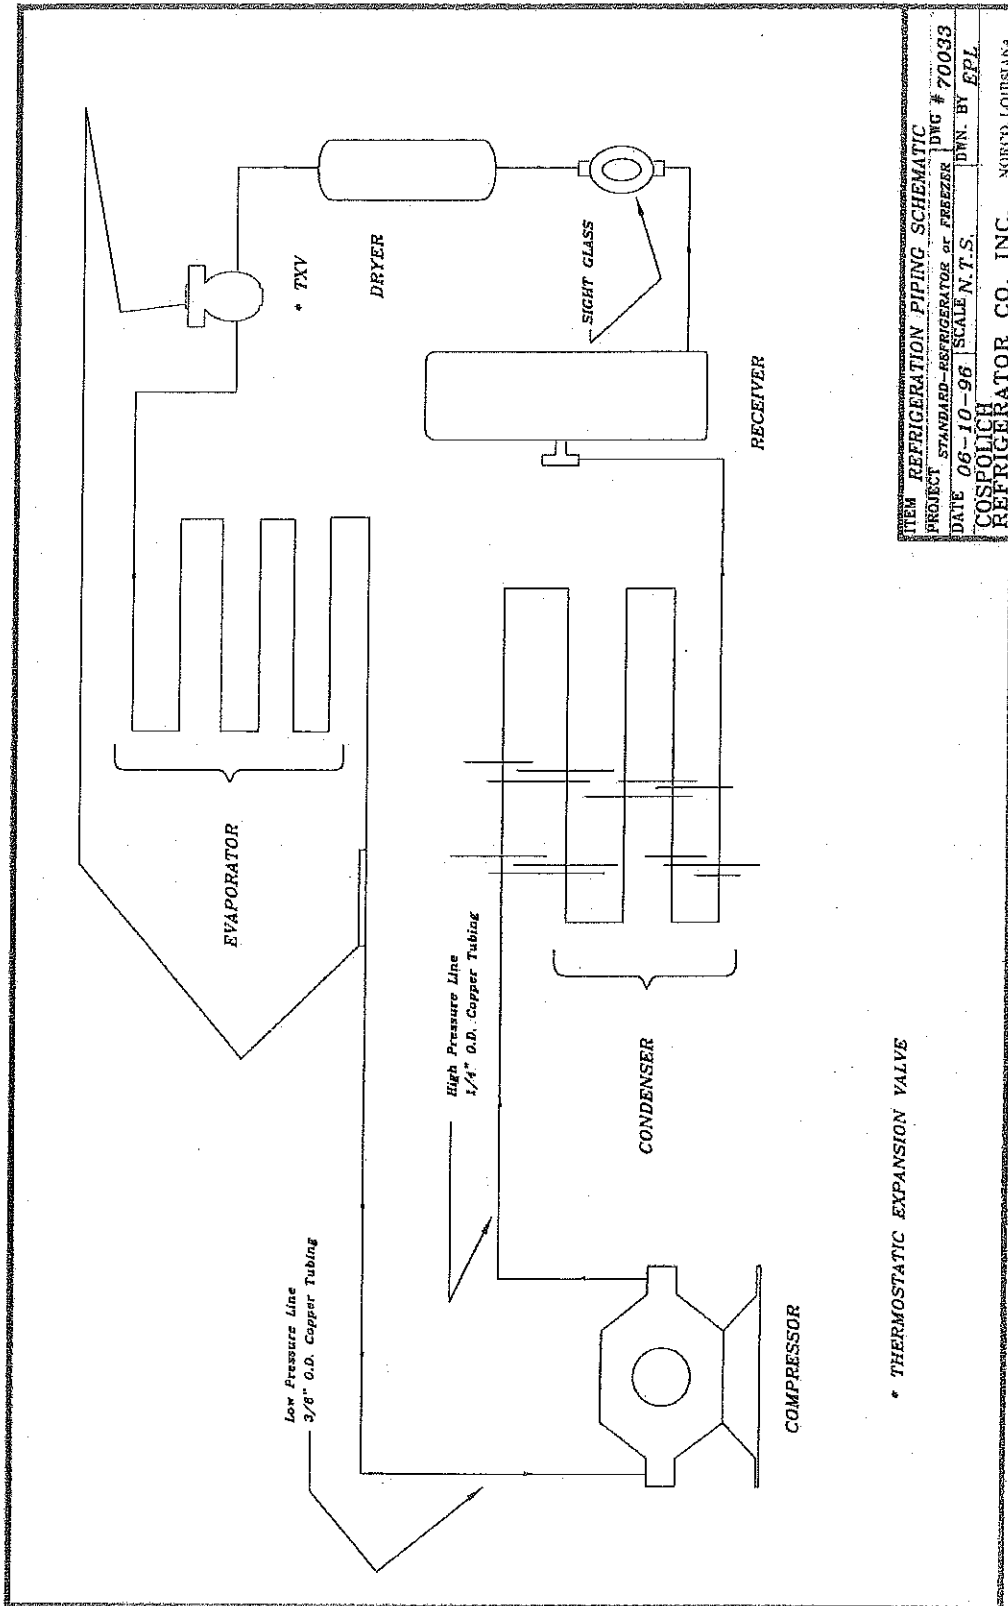 * TXV
DRYER
SIGHT GLASS
RECEIVER
EVAPORATOR
High Pressure Line
1/4" O.D. Copper Tubing
CONDENSER
Low Pressure Line
3/8" O.D. Copper Tubing
COMPRESSOR
* THERMOSTATIC EXPANSION VALVE
ITEM REFRIGERATION PIPING SCHEMATIC
PROJECT STANDARD-REFRIGERATOR or FREEZER DWG # 70033
DATE 06-10-96 SCALE N.T.S. DWN. BY EPL
COSPOLICH
REFRIGERATOR CO. INC. NORCO LOUISIANA